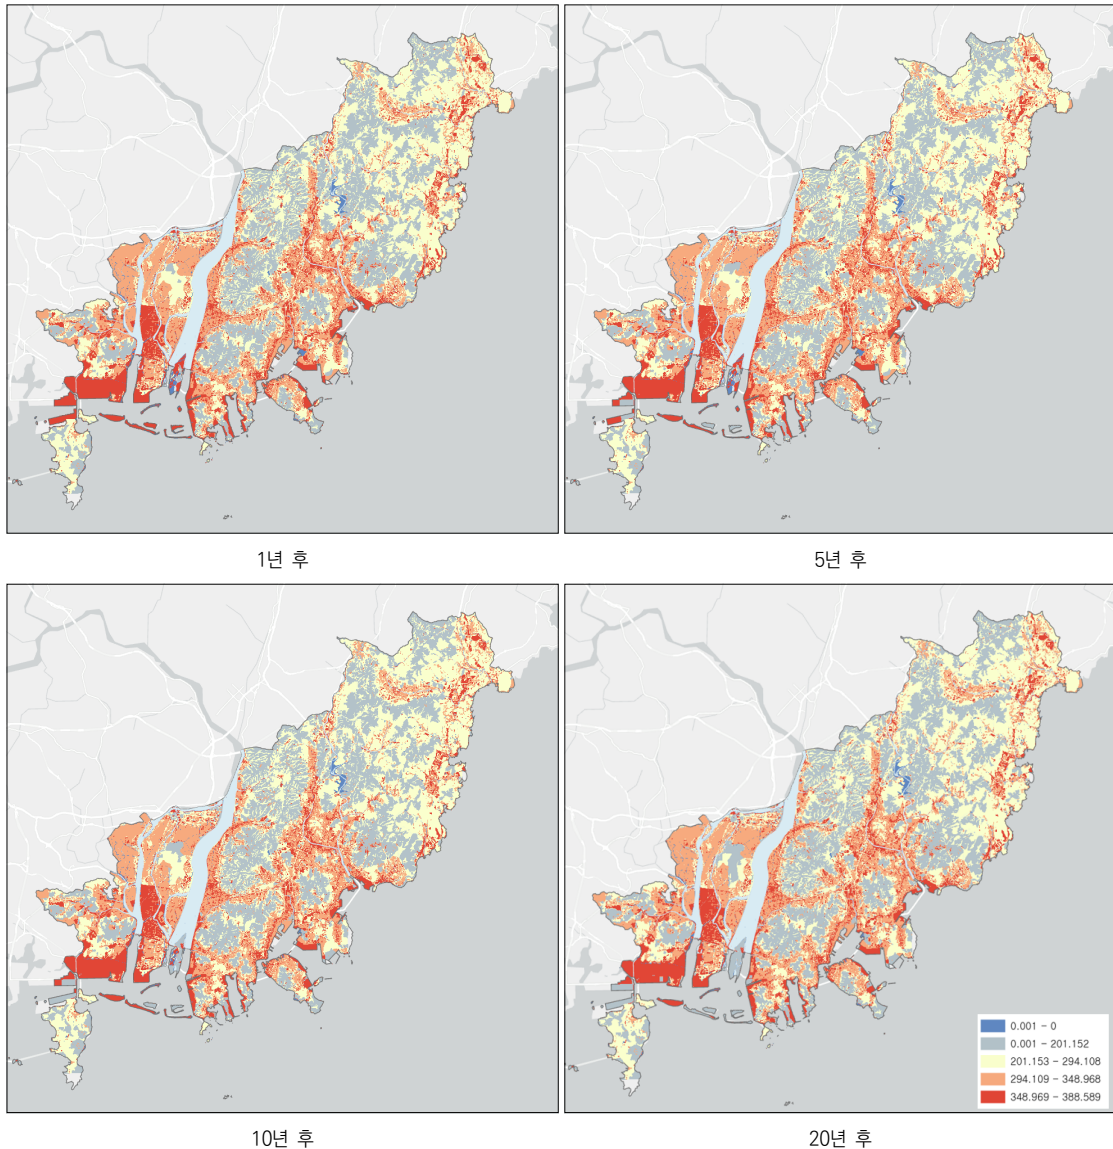 1년 후
5년 후
0.001 - 0
0.001 - 201.152
201.153 - 294.108
294.109 - 348.968
348.969 - 388.589
10년 후
20년 후